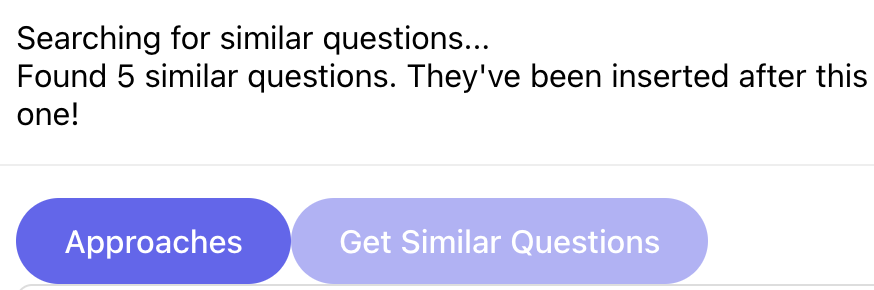 Searching for similar questions...
Found 5 similar questions. They've been inserted after this
one!
Approaches
Get Similar Questions